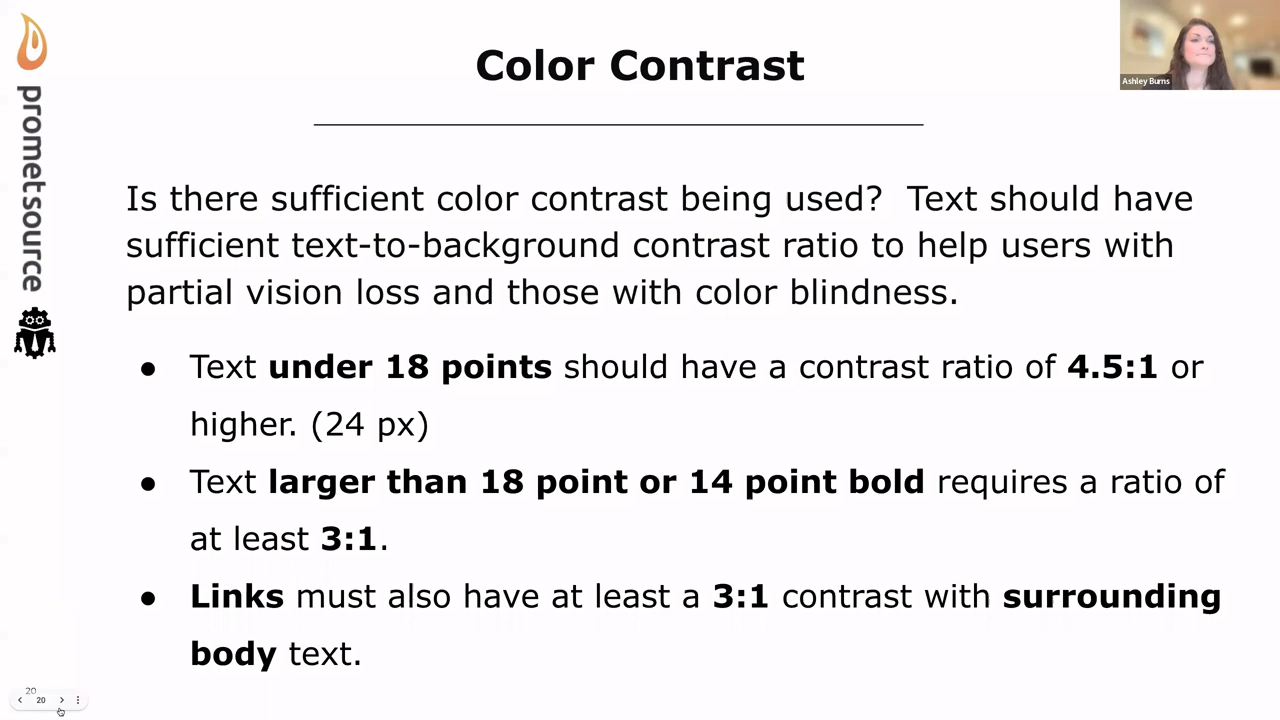 Color Contrast
Ashley Burns
prometsource
Is there sufficient color contrast being used? Text should have
sufficient text-to-background contrast ratio to help users with
partial vision loss and those with color blindness.
● Text under 18 points should have a contrast ratio of 4.5:1 or
higher. (24 px)
● Text larger than 18 point or 14 point bold requires a ratio of
at least 3:1.
● Links must also have at least a 3:1 contrast with surrounding
body text.
20
20